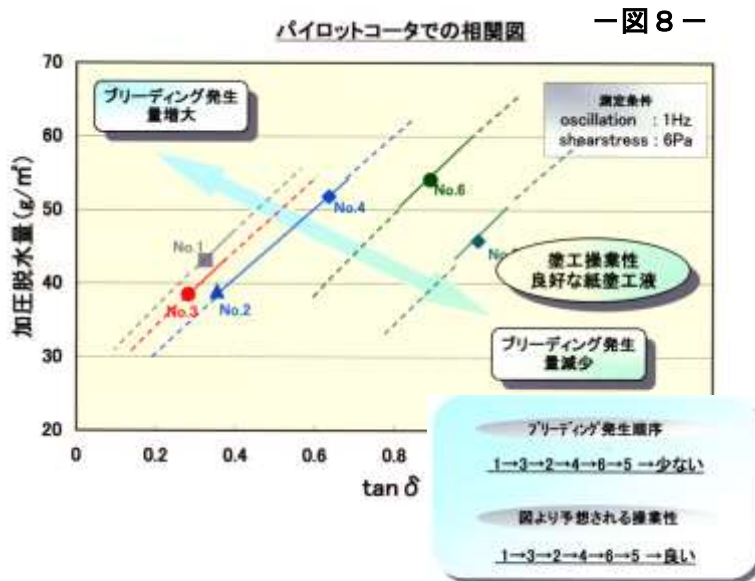 －図８－
パイロットコータでの相関図
ブリーディング発生
量増大
測定条件
oscillation : 1Hz
shearstress : 6Pa
加圧脱水量(g/㎡)
70
60
50
40
30
20
No.1
No.3
No.2
No.4
No.6
塗工操業性
良好な紙塗工液
ブリーディング発生
量減少
0
0.2
0.4
0.6
0.8
tan δ
ブリーディング発生順序
1→3→2→4→6→5 →少ない
図より予想される操業性
1→3→2→4→6→5 →良い